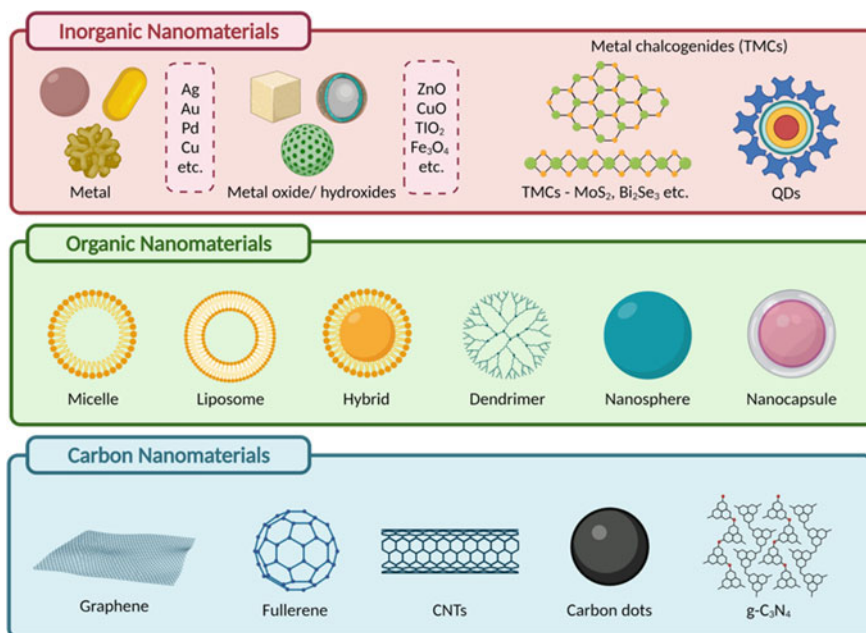 Inorganic Nanomaterials
Metal chalcogenides (TMCs)
Ag
Au
Pd
Cu
etc.
ZnO
CuO
TIO₂
Fe₃O₄
etc.
Metal
Metal oxide/ hydroxides
TMCs - MoS₂, Bi₂Se₃ etc.
QDs
Organic Nanomaterials
Micelle
Liposome
Hybrid
Dendrimer
Nanosphere
Nanocapsule
Carbon Nanomaterials
Graphene
Fullerene
CNTs
Carbon dots
g-C₃N₄